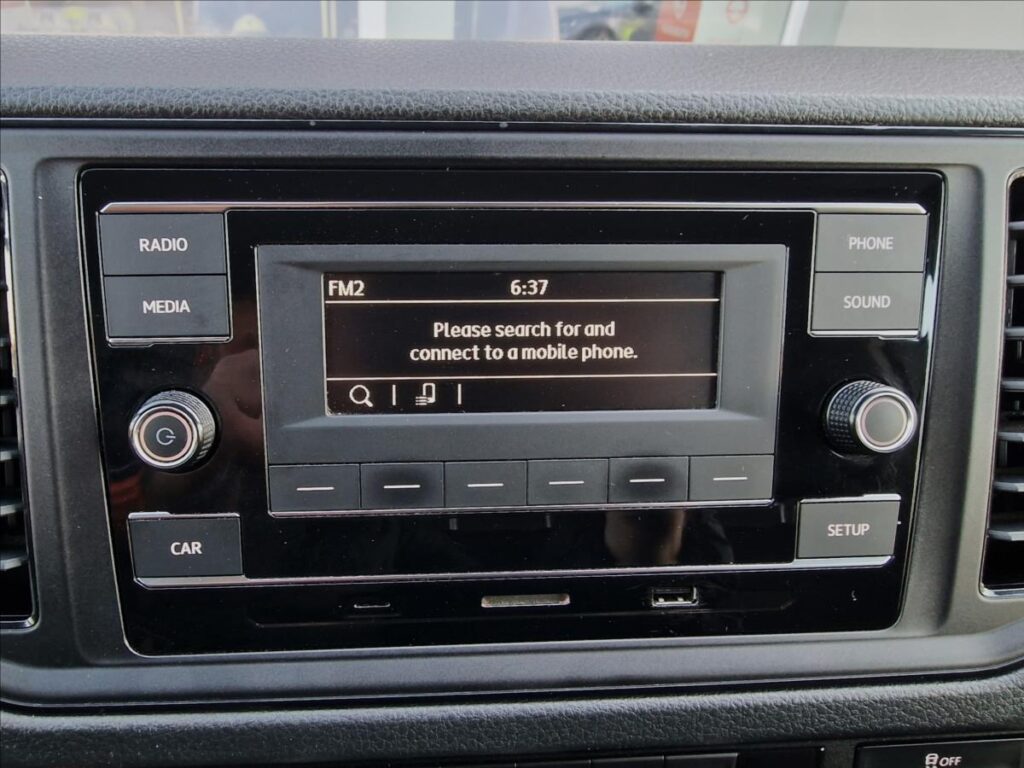 RADIO
MEDIA
PHONE
SOUND
FM2 6:37
Please search for and
connect to a mobile phone.
CAR
SETUP
OFF